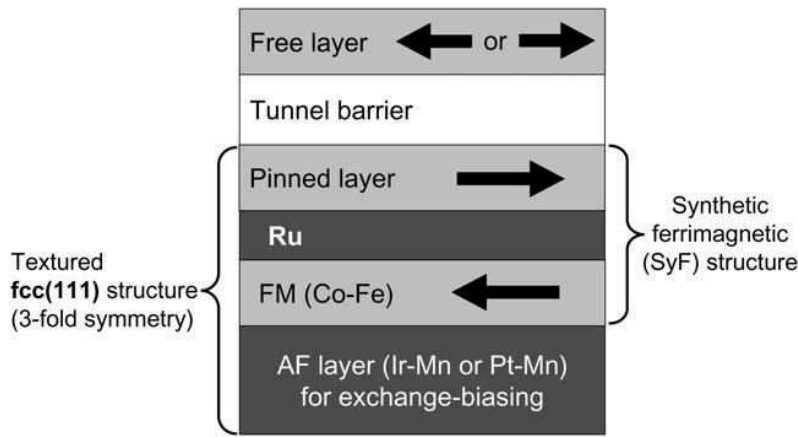 Free layer
or
Tunnel barrier
Pinned layer
Ru
FM (Co-Fe)
AF layer (Ir-Mn or Pt-Mn)
for exchange-biasing
Textured
fcc(111) structure
(3-fold symmetry)
Synthetic
ferrimagnetic
(SyF) structure